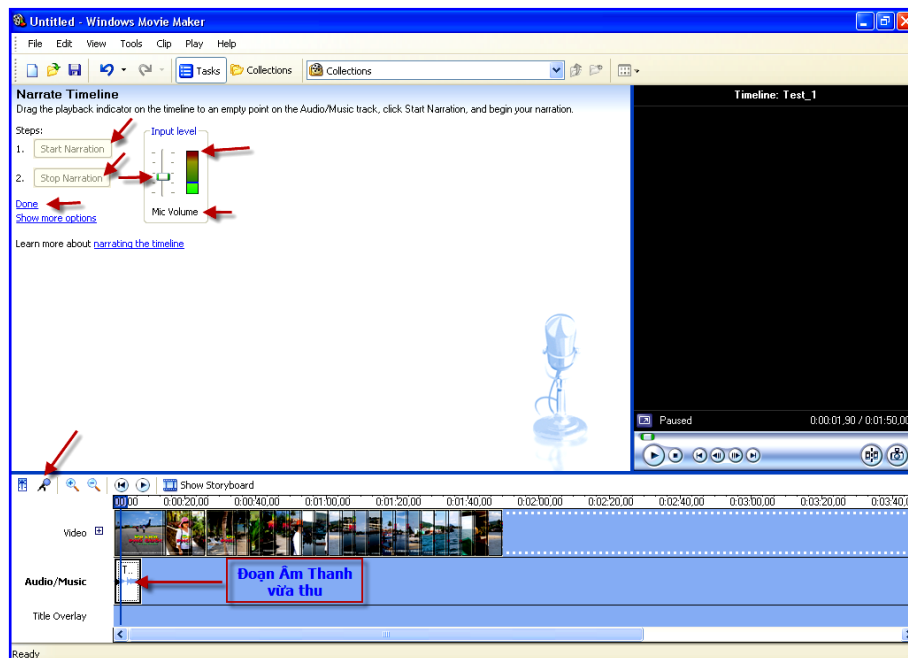 Untitled - Windows Movie Maker
File Edit View Tools Clip Play Help
Tasks Collections Collections
Narrate Timeline
Drag the playback indicator on the timeline to an empty point on the Audio/Music track, click Start Narration, and begin your narration.
Steps:
Input level
1. Start Narration
2. Stop Narration
Done
Mic Volume
Show more options
Learn more about narrating the timeline
Timeline: Test_1
Paused 0:00:01,90 / 0:01:50,00
Show Storyboard
00:00 0:00:20,00 0:00:40,00 0:01:00,00 0:01:20,00 0:01:40,00 0:02:00,00 0:02:20,00 0:02:40,00 0:03:00,00 0:03:20,00 0:03:40,0
Video
T...
Audio/Music
Đoạn Âm Thanh
vừa thu
Title Overlay
Ready